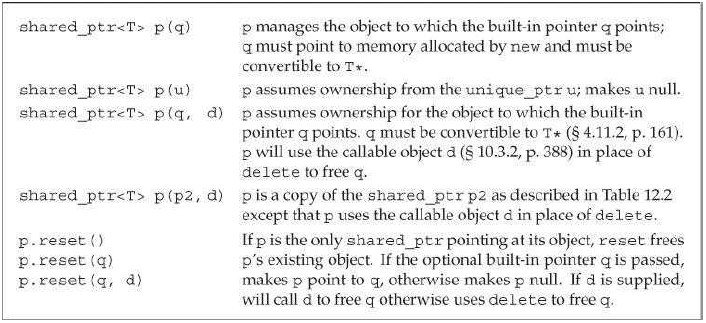 shared_ptr<T> p(q) p manages the object to which the built-in pointer q points;
q must point to memory allocated by new and must be
convertible to T*.
shared_ptr<T> p(u) p assumes ownership from the unique_ptr u; makes u null.
shared_ptr<T> p(q, d) p assumes ownership for the object to which the built-in
pointer q points. q must be convertible to T* (§ 4.11.2, p. 161).
p will use the callable object d (§ 10.3.2, p. 388) in place of
delete to free q.
shared_ptr<T> p(p2, d) p is a copy of the shared_ptr p2 as described in Table 12.2
except that p uses the callable object d in place of delete.
p.reset() If p is the only shared_ptr pointing at its object, reset frees
p.reset(q) p's existing object. If the optional built-in pointer q is passed,
p.reset(q, d) makes p point to q, otherwise makes p null. If d is supplied,
will call d to free q otherwise uses delete to free q.